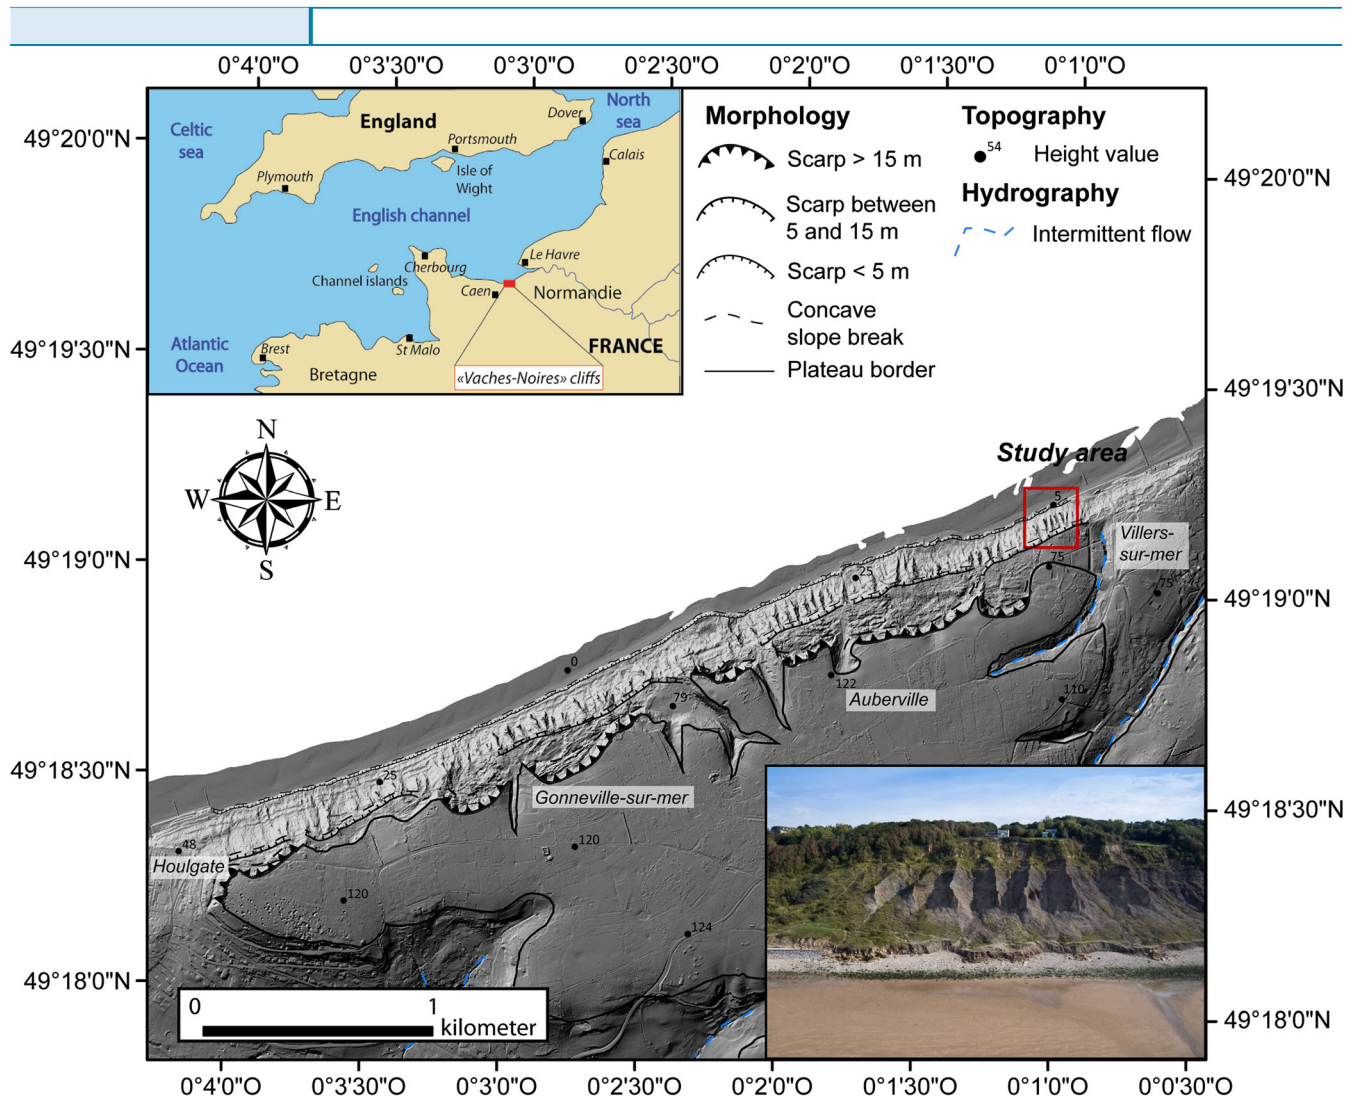 0°4'0"O 0°3'30"O 0°3'0"O 0°2'30"O 0°2'0"O 0°1'30"O 0°1'0"O
49°20'0"N
49°19'30"N
49°19'0"N
49°18'30"N
49°18'0"N
Celtic
sea
England
North
sea
Dover
Portsmouth
Calais
Isle of
Wight
Plymouth
English channel
Le Havre
Cherbourg
Channel islands
Caen
Normandie
Atlantic
Ocean
Brest
St Malo
FRANCE
Bretagne
«Vaches-Noires» cliffs
Morphology
Scarp > 15 m
Scarp between
5 and 15 m
Scarp < 5 m
Concave
slope break
Plateau border
Topography
54
Height value
Hydrography
Intermittent flow
49°20'0"N
49°19'30"N
49°19'0"N
49°18'30"N
49°18'0"N
N
W
E
S
Study area
5
Villers-
sur-mer
75
75
25
0
122
110
Auberville
79
25
Gonneville-sur-mer
48
Houlgate
120
120
124
0
1
kilometer
0°4'0"O 0°3'30"O 0°3'0"O 0°2'30"O 0°2'0"O 0°1'30"O 0°1'0"O 0°0'30"O